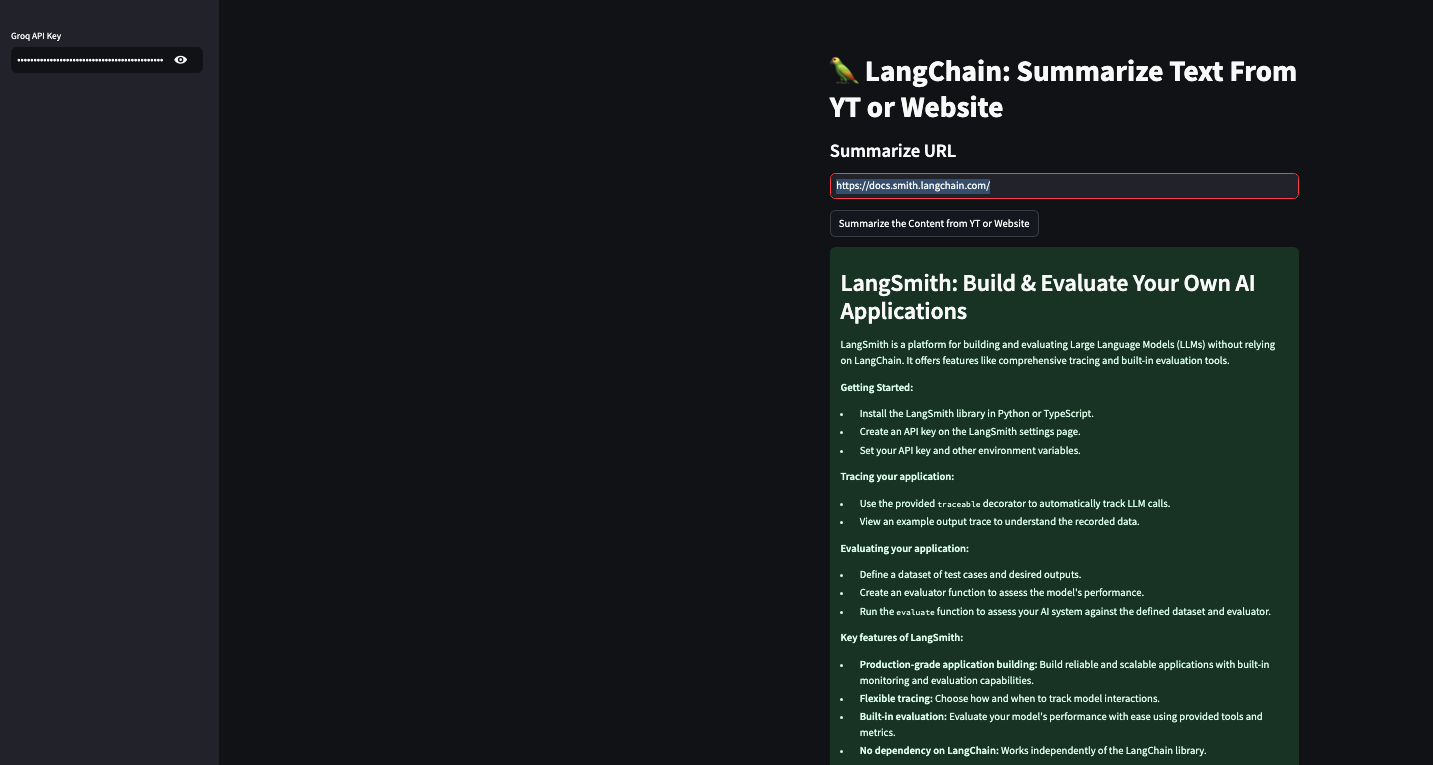 Groq API Key
🦜 LangChain: Summarize Text From
YT or Website
Summarize URL
https://docs.smith.langchain.com/
Summarize the Content from YT or Website
LangSmith: Build & Evaluate Your Own AI
Applications
LangSmith is a platform for building and evaluating Large Language Models (LLMs) without relying
on LangChain. It offers features like comprehensive tracing and built-in evaluation tools.
Getting Started:
• Install the LangSmith library in Python or TypeScript.
• Create an API key on the LangSmith settings page.
• Set your API key and other environment variables.
Tracing your application:
• Use the provided traceable decorator to automatically track LLM calls.
• View an example output trace to understand the recorded data.
Evaluating your application:
• Define a dataset of test cases and desired outputs.
• Create an evaluator function to assess the model's performance.
• Run the evaluate function to assess your AI system against the defined dataset and evaluator.
Key features of LangSmith:
• Production-grade application building: Build reliable and scalable applications with built-in
monitoring and evaluation capabilities.
• Flexible tracing: Choose how and when to track model interactions.
• Built-in evaluation: Evaluate your model's performance with ease using provided tools and
metrics.
• No dependency on LangChain: Works independently of the LangChain library.